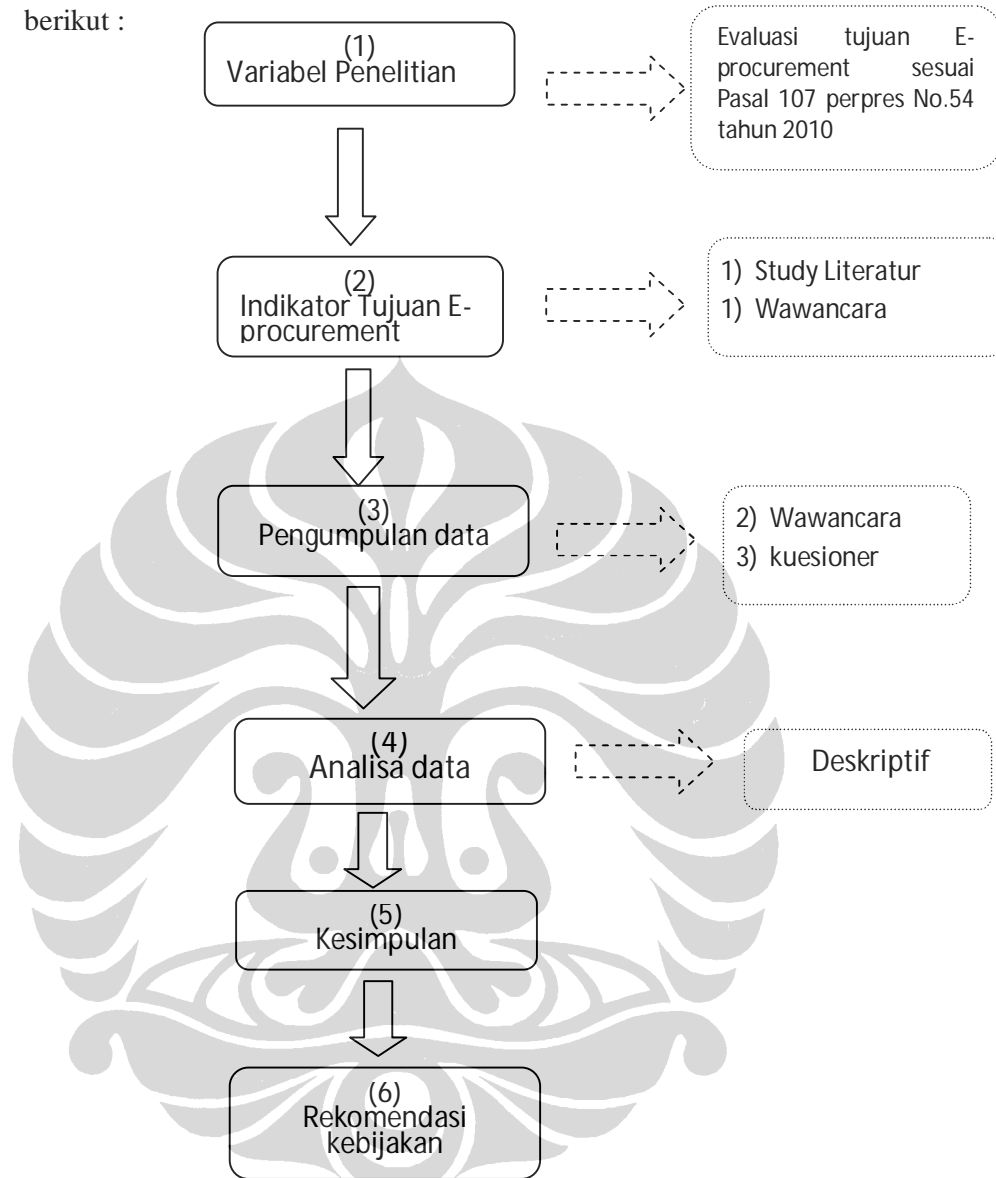 berikut :
(1)
Variabel Penelitian
Evaluasi tujuan E-
procurement sesuai
Pasal 107 perpres No.54
tahun 2010
(2)
Indikator Tujuan E-
procurement
1) Study Literatur
1) Wawancara
(3)
Pengumpulan data
2) Wawancara
3) kuesioner
(4)
Analisa data
Deskriptif
(5)
Kesimpulan
(6)
Rekomendasi
kebijakan